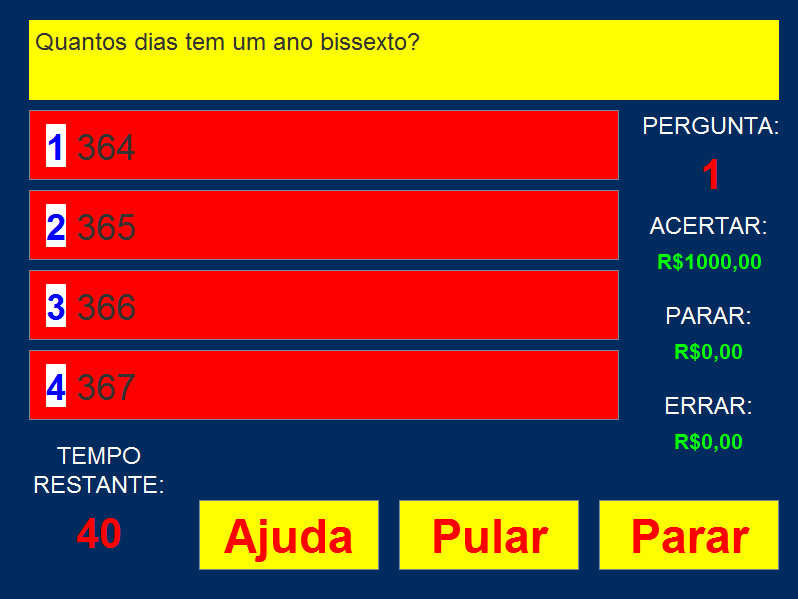 Quantos dias tem um ano bissexto?
1 364
2 365
3 366
4 367
PERGUNTA:
1
ACERTAR:
R$1000,00
PARAR:
R$0,00
ERRAR:
R$0,00
TEMPO
RESTANTE:
40
Ajuda
Pular
Parar